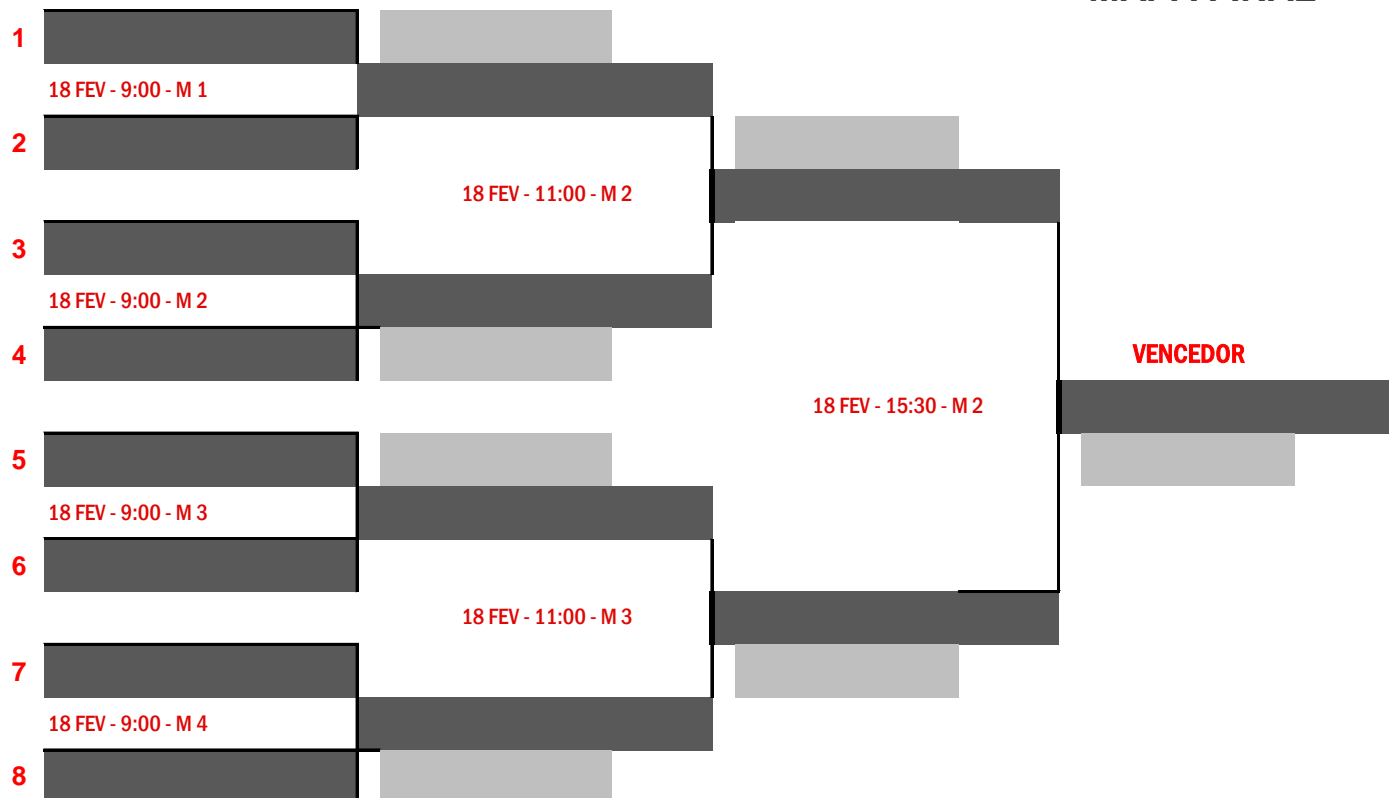 1
18 FEV - 9:00 - M 1
2
18 FEV - 11:00 - M 2
3
18 FEV - 9:00 - M 2
4
VENCEDOR
18 FEV - 15:30 - M 2
5
18 FEV - 9:00 - M 3
6
18 FEV - 11:00 - M 3
7
18 FEV - 9:00 - M 4
8